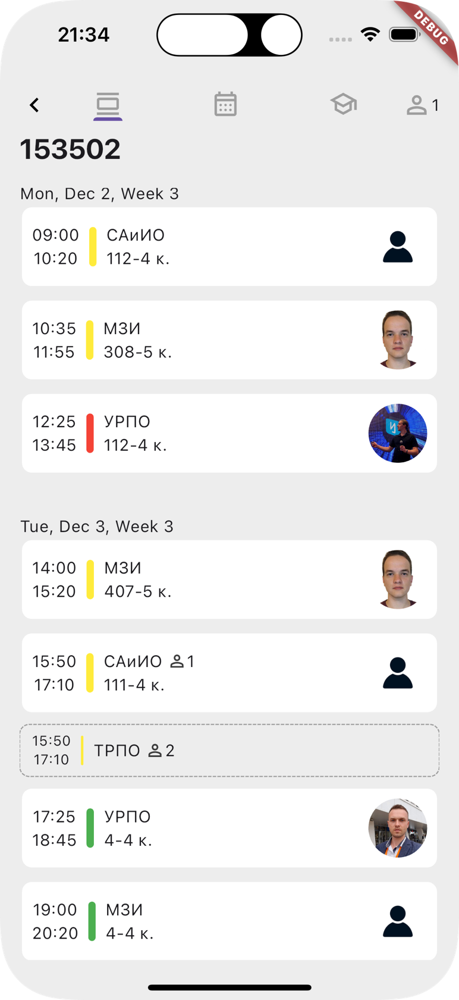 21:34
DEBUG
1
153502
Mon, Dec 2, Week 3
09:00 САиИО
10:20 112-4 к.
10:35 МЗИ
11:55 308-5 к.
12:25 УРПО
13:45 112-4 к.
Tue, Dec 3, Week 3
14:00 МЗИ
15:20 407-5 к.
15:50 САиИО 1
17:10 111-4 к.
15:50
17:10
ТРПО 2
17:25 УРПО
18:45 4-4 к.
19:00 МЗИ
20:20 4-4 к.